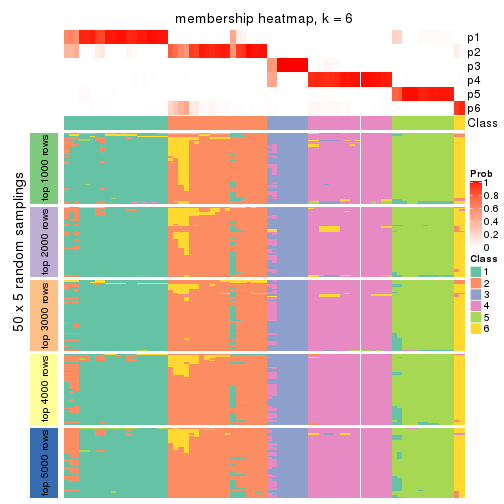 membership heatmap, k = 6
p1
p2
p3
p4
p5
p6
Class
50 x 5 random samplings
top 1000 rows
top 2000 rows
top 3000 rows
top 4000 rows
top 5000 rows
Prob
1
0.8
0.6
0.4
0.2
0
Class
1
2
3
4
5
6